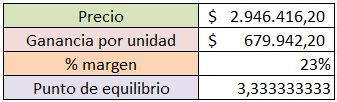 Precio $ 2.946.416,20
Ganancia por unidad $ 679.942,20
% margen 23%
Punto de equilibrio 3,333333333